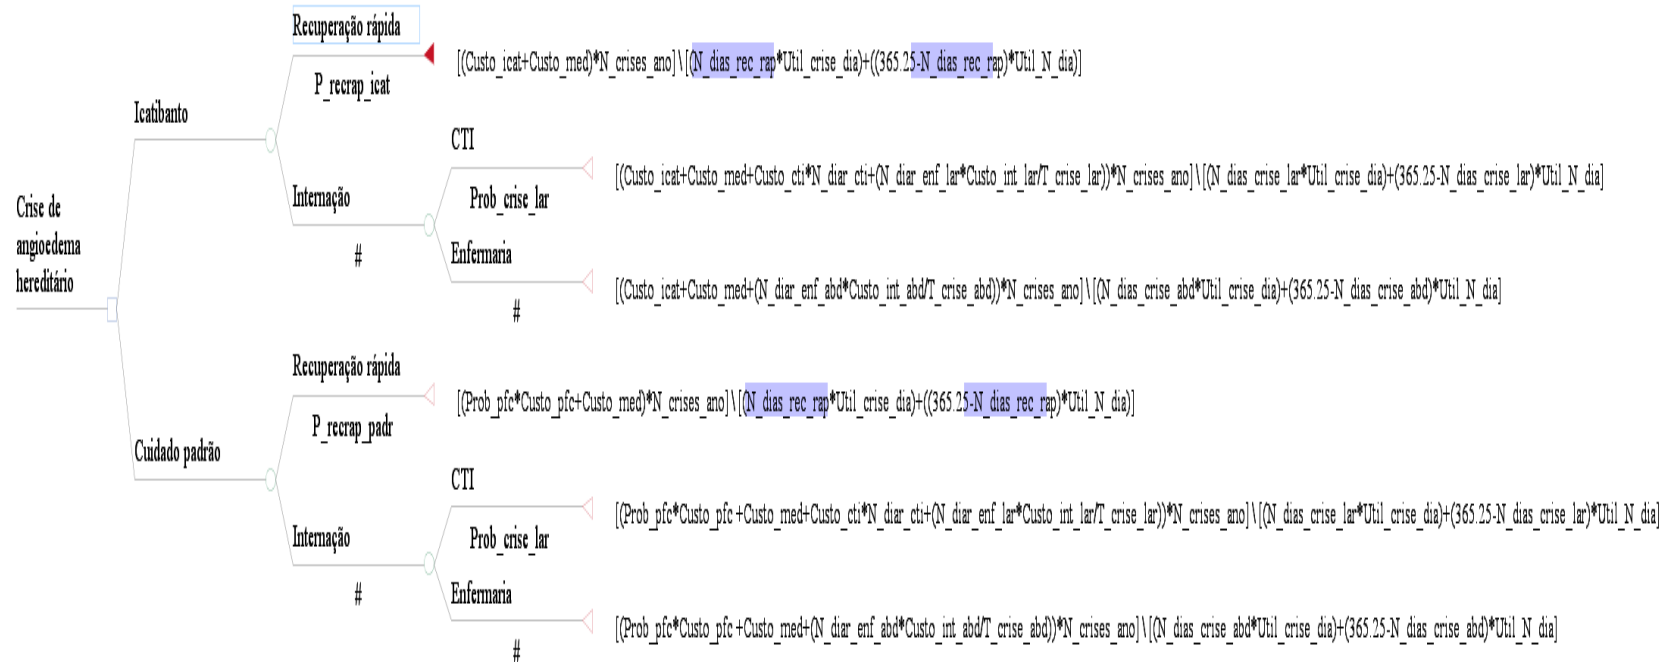 Recuperação rápida
[(Custo_icat+Custo_med)*N_crises_ano]\[(N_dias_rec_rap*Util_crise_dia)+((365.25-N_dias_rec_rap)*Util_N_dia)]
P_recrap_icat
Icatibanto
CTI
[(Custo_icat+Custo_med+Custo_cti*N_diar_cti+(N_diar_enf_lar*Custo_int_lar/T_crise_lar))*N_crises_ano]\[(N_dias_crise_lar*Util_crise_dia)+(365.25-N_dias_crise_lar)*Util_N_dia]
Internação
Prob_crise_lar
#
Enfermaria
[(Custo_icat+Custo_med+(N_diar_enf_abd*Custo_int_abd/T_crise_abd))*N_crises_ano]\[(N_dias_crise_abd*Util_crise_dia)+(365.25-N_dias_crise_abd)*Util_N_dia]
#
Crise de
angioedema
hereditário
Recuperação rápida
[(Prob_pfc*Custo_pfc+Custo_med)*N_crises_ano]\[(N_dias_rec_rap*Util_crise_dia)+((365.25-N_dias_rec_rap)*Util_N_dia)]
P_recrap_padr
Cuidado padrão
CTI
[(Prob_pfc*Custo_pfc +Custo_med+Custo_cti*N_diar_cti+(N_diar_enf_lar*Custo_int_lar/T_crise_lar))*N_crises_ano]\[(N_dias_crise_lar*Util_crise_dia)+(365.25-N_dias_crise_lar)*Util_N_dia]
Internação
Prob_crise_lar
#
Enfermaria
[(Prob_pfc*Custo_pfc +Custo_med+(N_diar_enf_abd*Custo_int_abd/T_crise_abd))*N_crises_ano]\[(N_dias_crise_abd*Util_crise_dia)+(365.25-N_dias_crise_abd)*Util_N_dia]
#